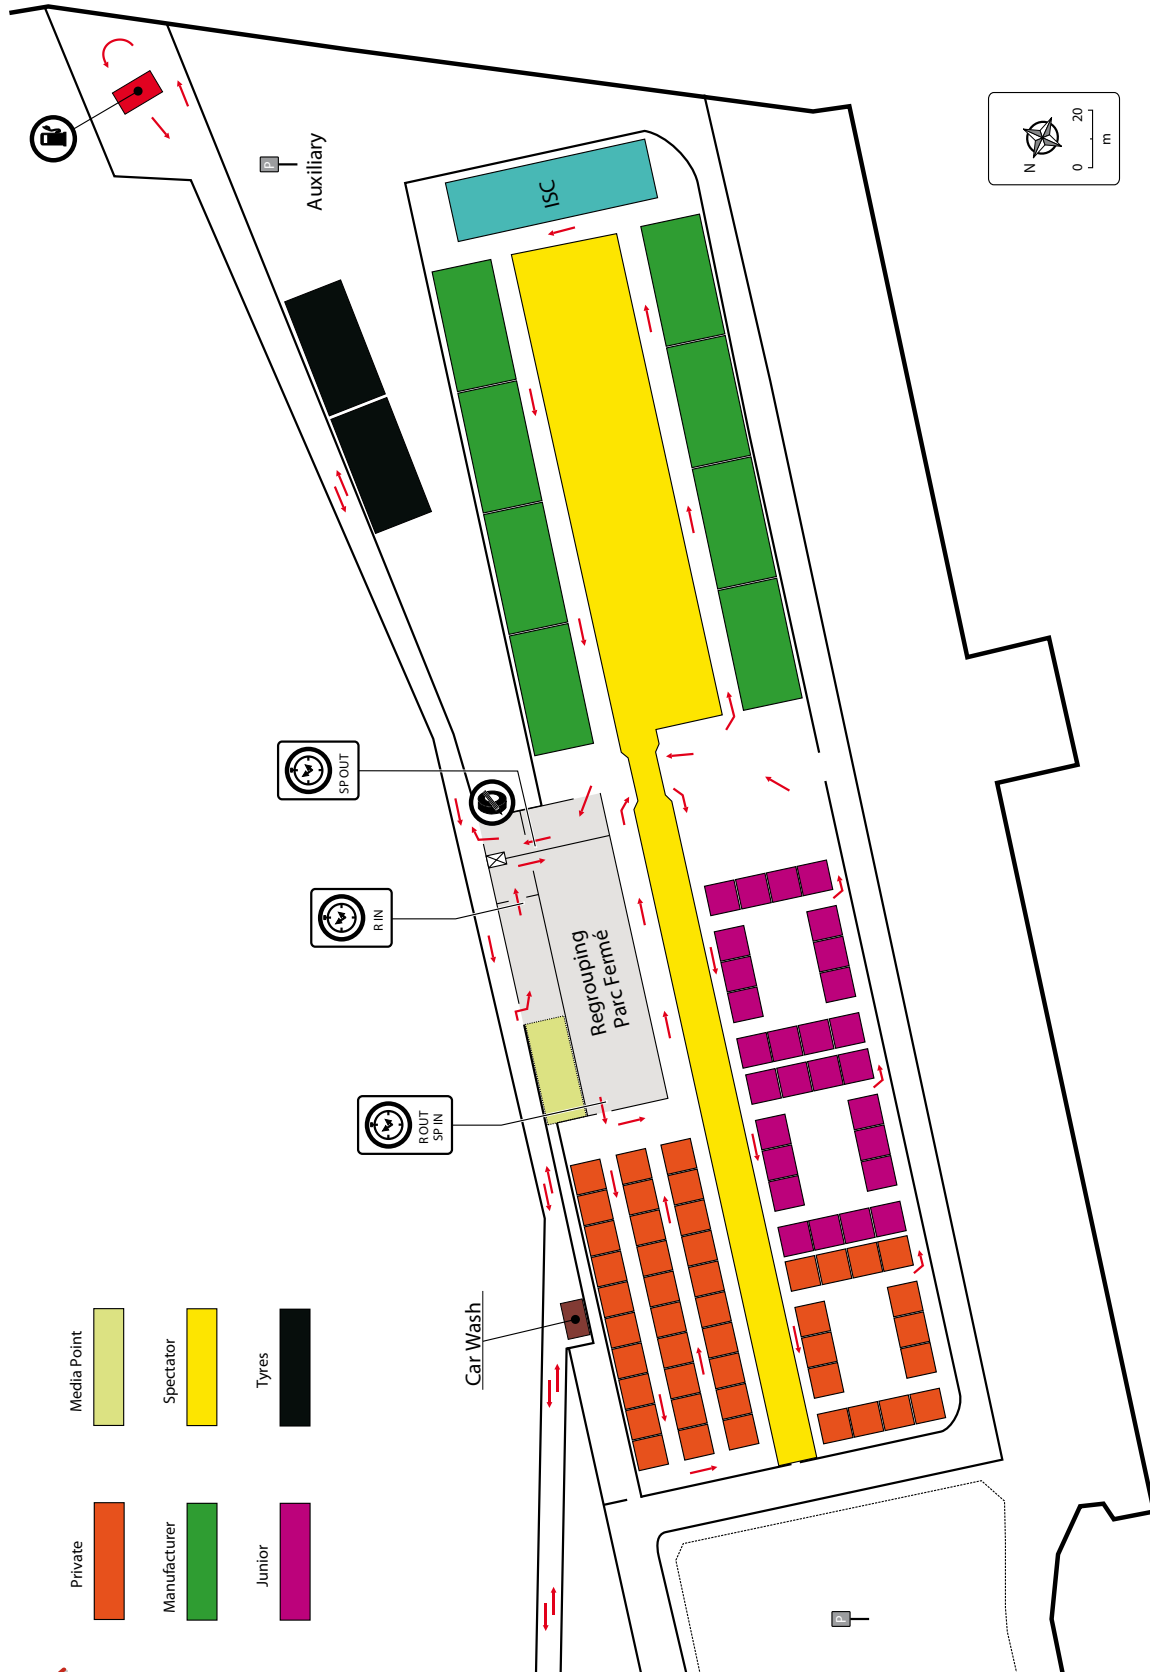 P
Auxiliary
ISC
N
0
20
m
SP OUT
R IN
Regrouping
Parc Fermé
R OUT
SP IN
Car Wash
Media Point
Spectator
Tyres
Private
Manufacturer
Junior
P